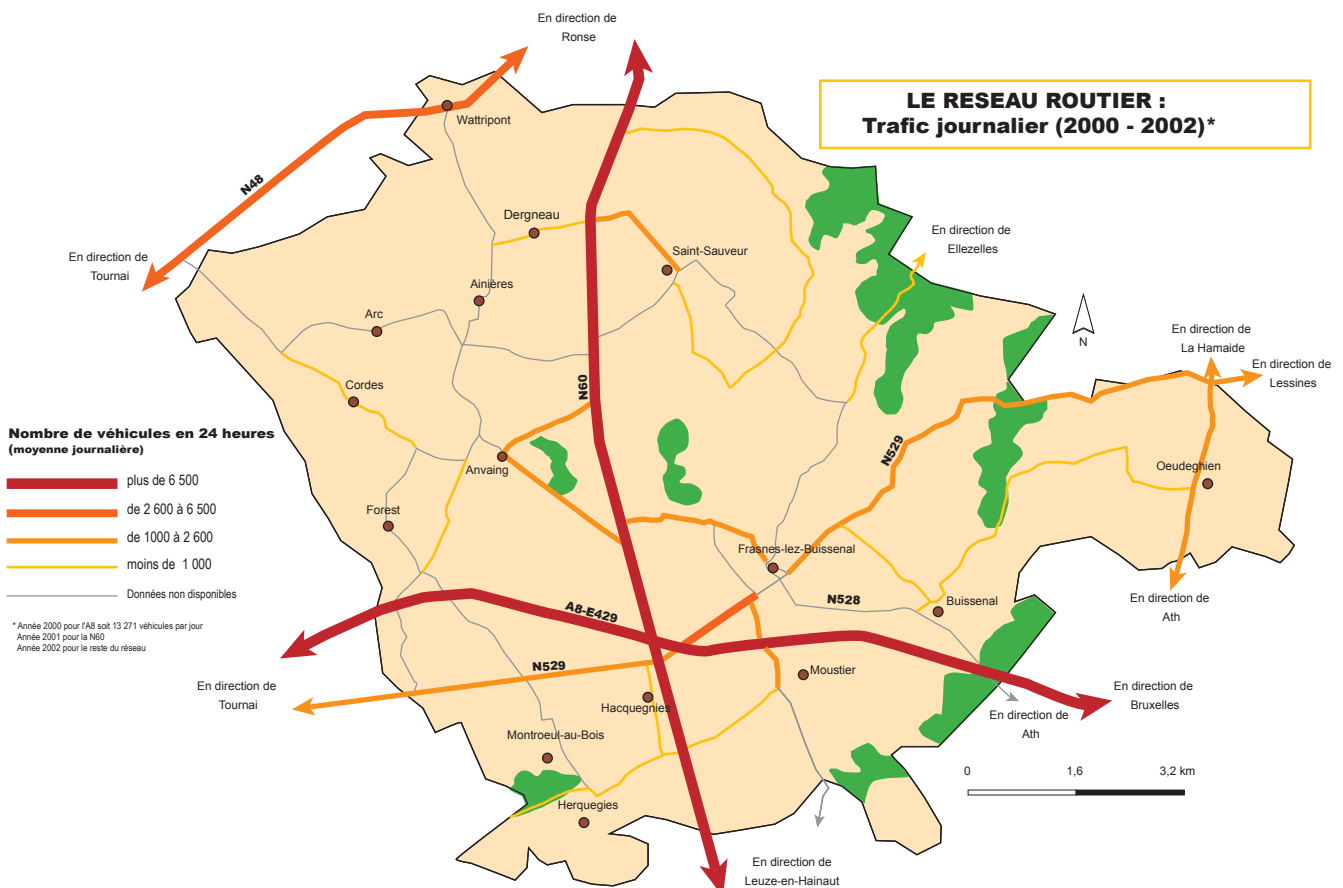 En direction de
Ronse
LE RESEAU ROUTIER :
Trafic journalier (2000 - 2002)*
Wattripont
N48
Dergneau
Saint-Sauveur
En direction de
Ellezelles
En direction de
Tournai
Ainières
Arc
N
En direction de
La Hamaide
En direction de
Lessines
Cordes
N60
Nombre de véhicules en 24 heures
(moyenne journalière)
plus de 6 500
de 2 600 à 6 500
de 1000 à 2 600
moins de 1 000
Données non disponibles
* Année 2000 pour l'A8 soit 13 271 véhicules par jour
Année 2001 pour la N60
Année 2002 pour le reste du réseau
Anvaing
N529
Oeudeghien
Forest
Frasnes-lez-Buissenal
N528
Buissenal
En direction de
Ath
A8-E429
N529
Moustier
En direction de
Tournai
Hacquegnies
En direction de
Bruxelles
En direction de
Ath
Montroeul-au-Bois
0 1,6 3,2 km
Herquegies
En direction de
Leuze-en-Hainaut